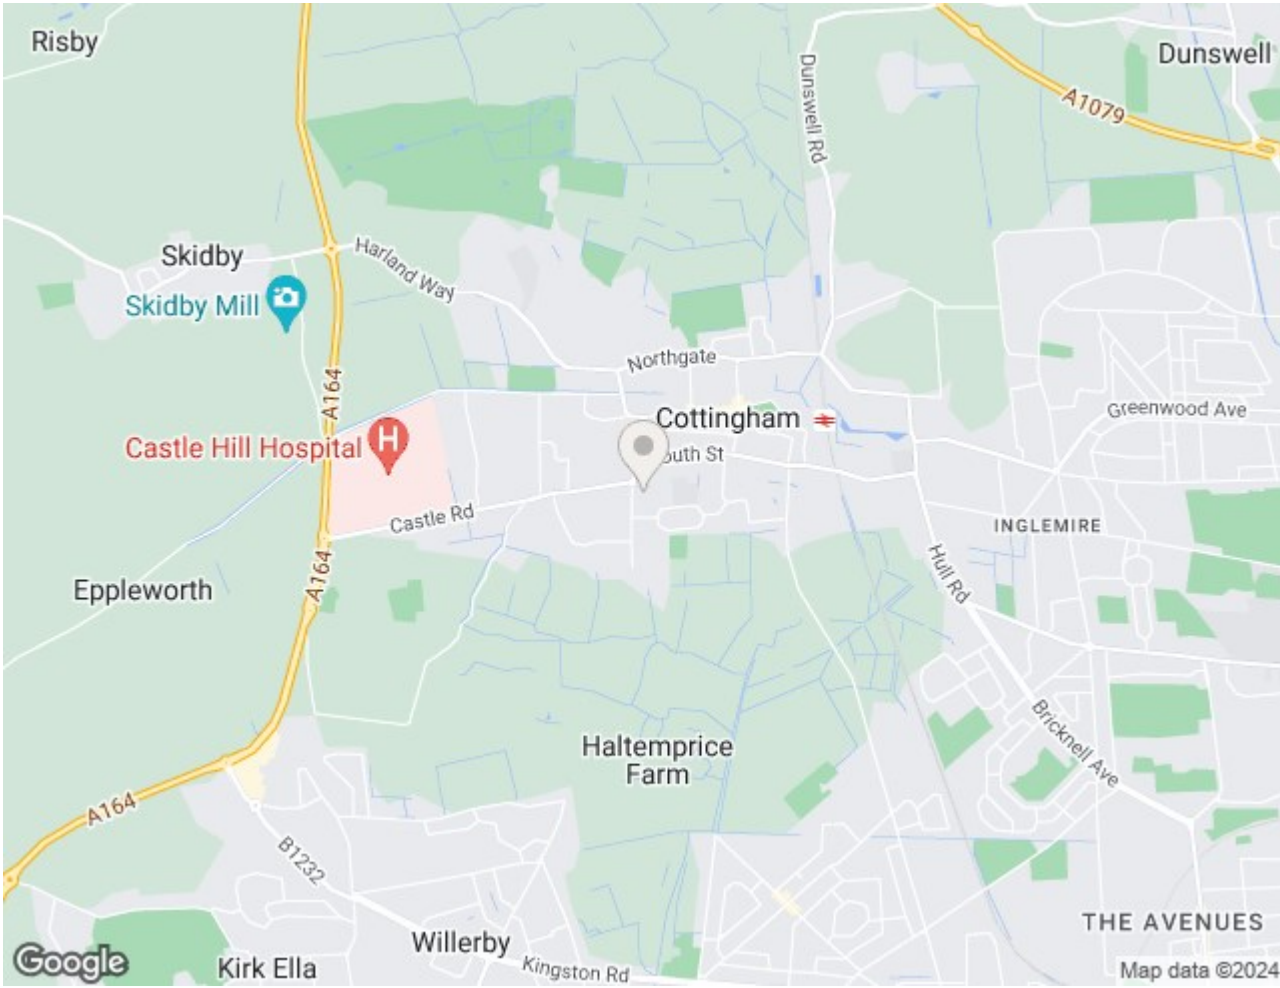 Risby
Dunswell
A1079
Dunswell Rd
Skidby
Harland Way
Skidby Mill
Northgate
A164
Cottingham
Greenwood Ave
H
Castle Hill Hospital
outh St
Castle Rd
INGLEMIRE
A164
Hull Rd
Eppleworth
Haltemprice
Farm
Bricknell Ave
A164
B1232
THE AVENUES
Willerby
Google
Kirk Ella
Kingston Rd
Map data ©2024